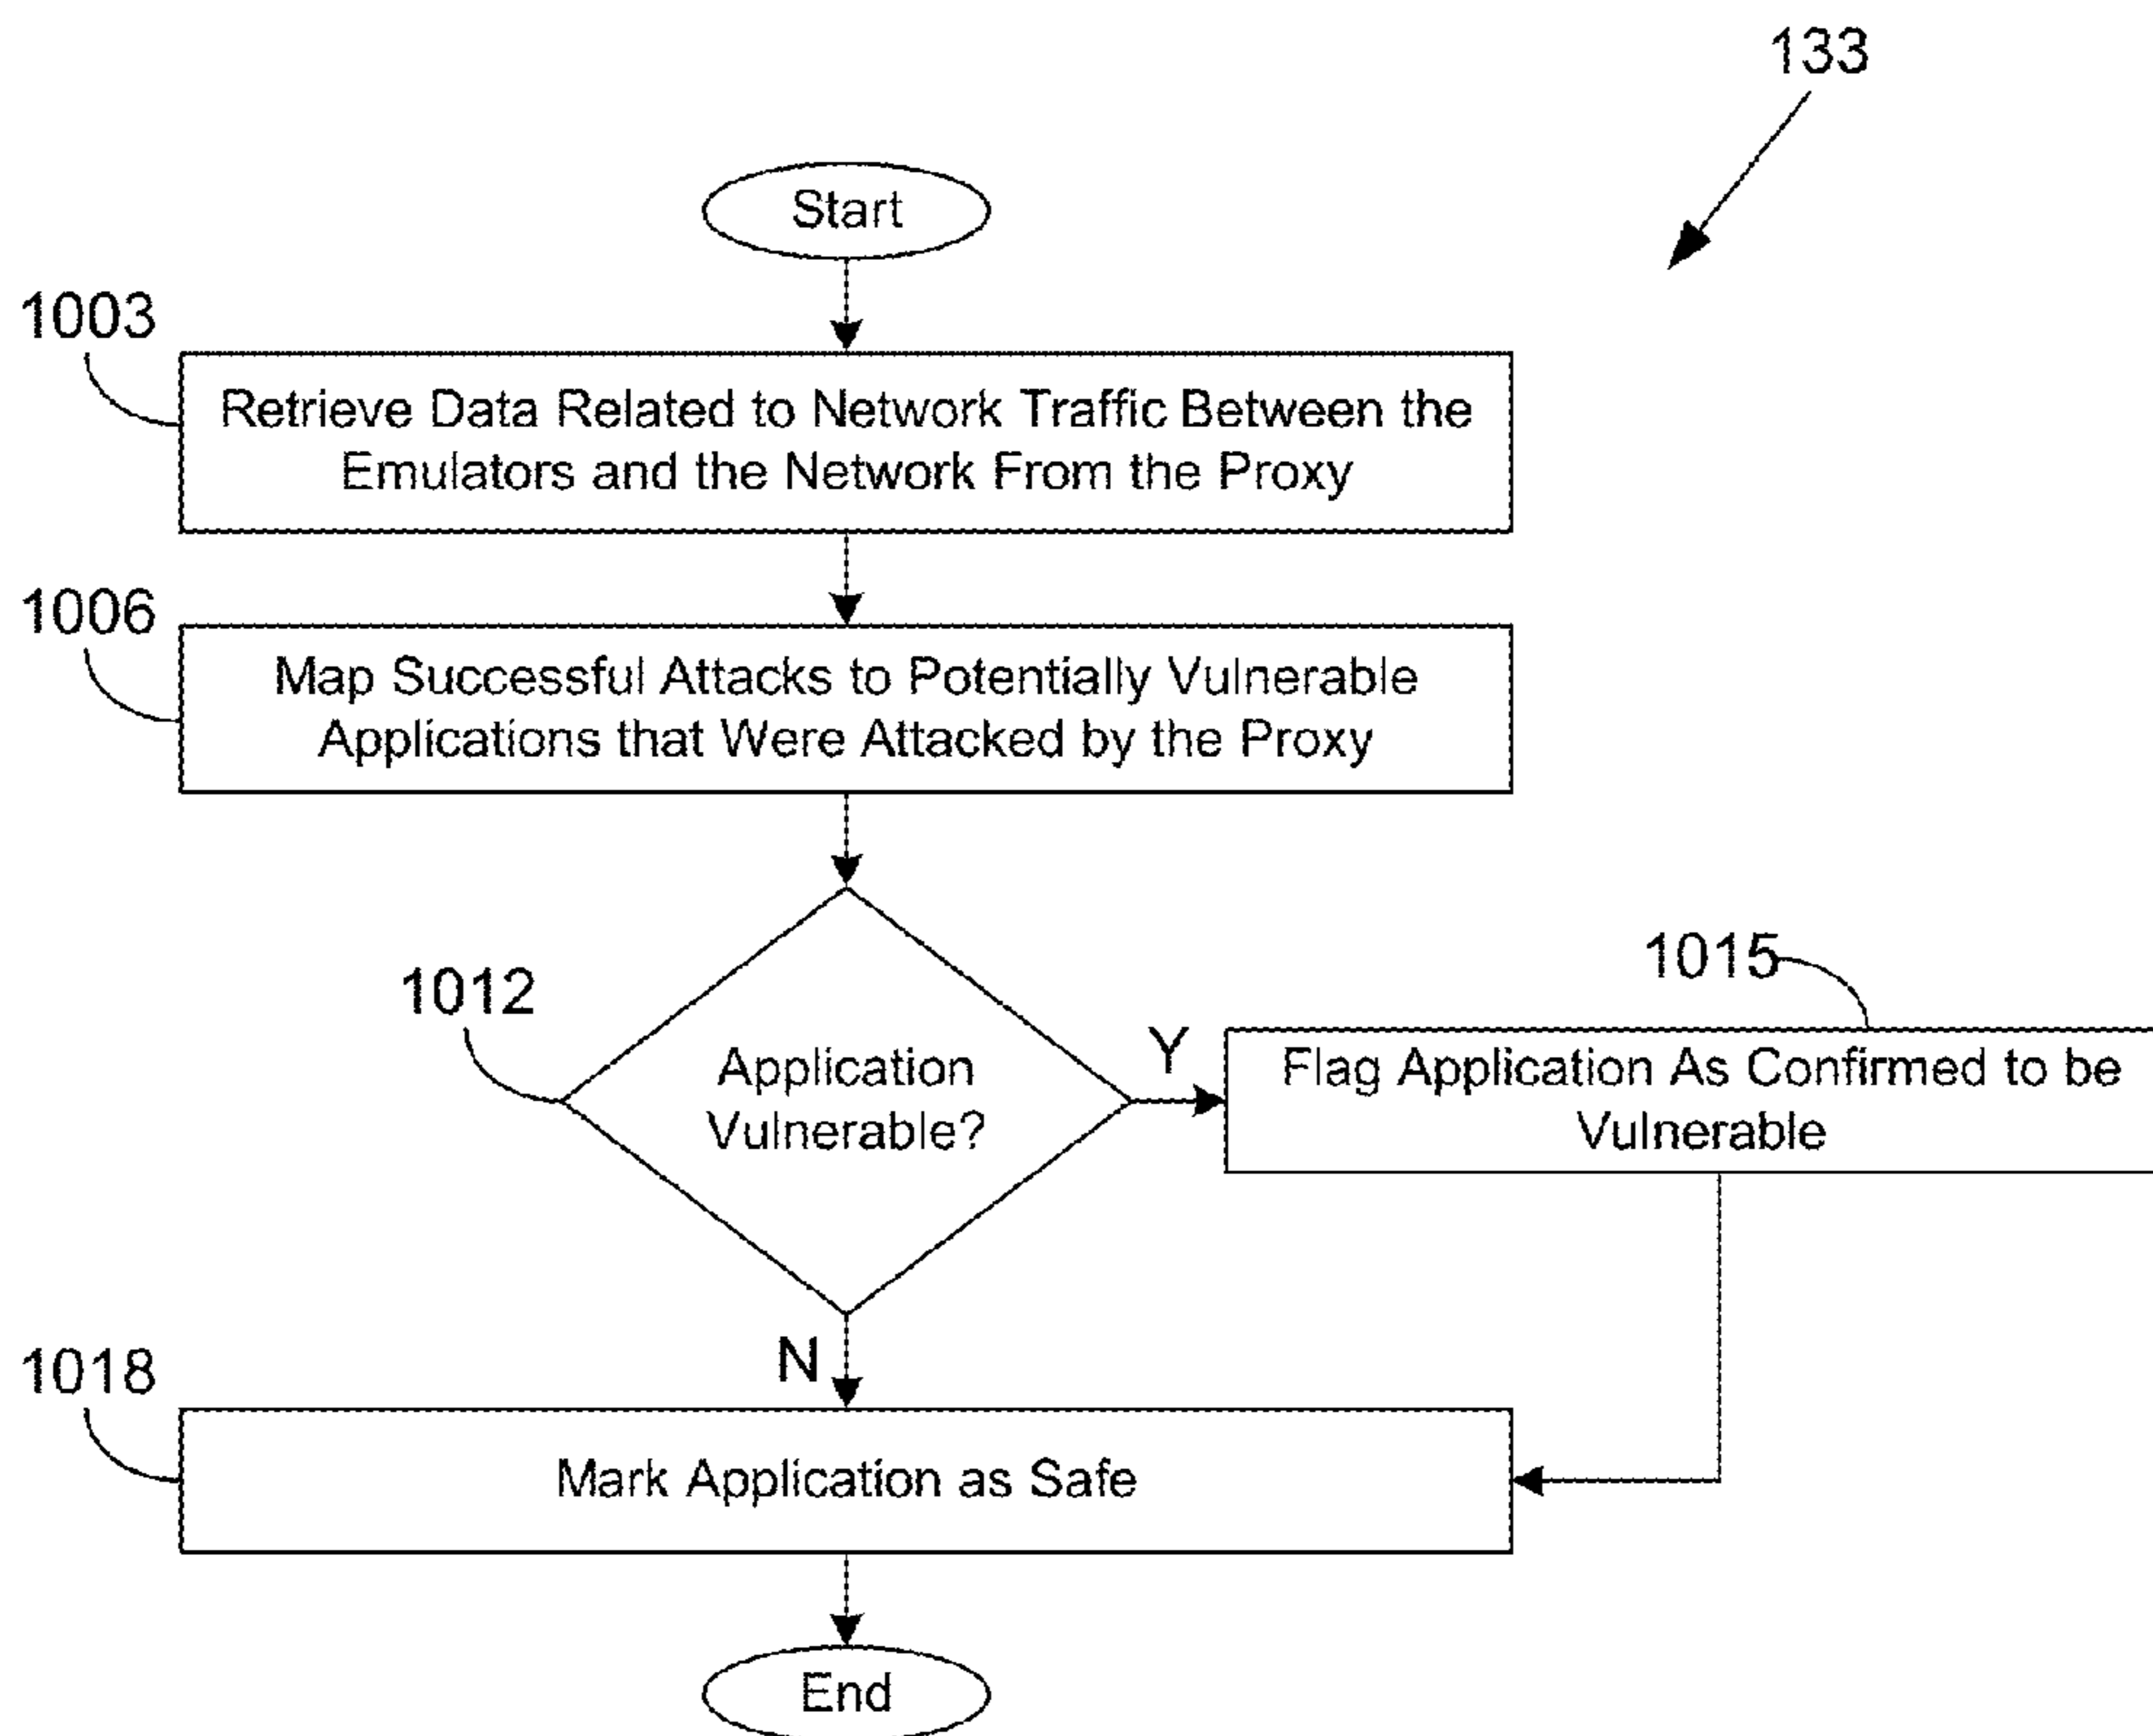 133
Start
1003
Retrieve Data Related to Network Traffic Between the
Emulators and the Network From the Proxy
1006
Map Successful Attacks to Potentially Vulnerable
Applications that Were Attacked by the Proxy
1012
Application
Vulnerable?
Y
1015
Flag Application As Confirmed to be
Vulnerable
N
1018
Mark Application as Safe
End